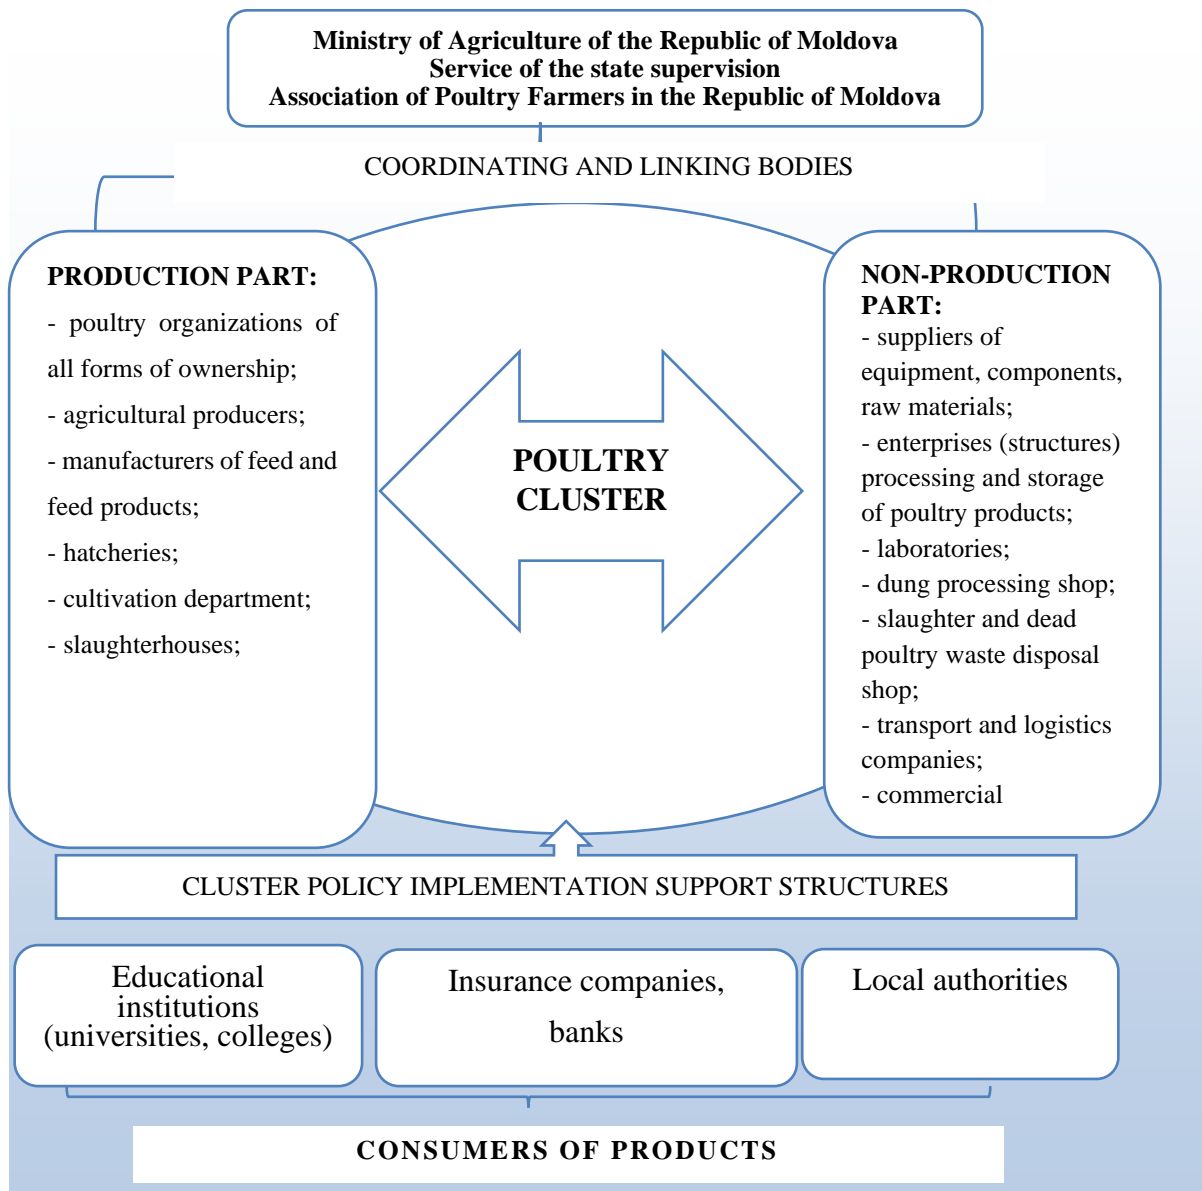 Ministry of Agriculture of the Republic of Moldova
Service of the state supervision
Association of Poultry Farmers in the Republic of Moldova
COORDINATING AND LINKING BODIES
PRODUCTION PART:
- poultry organizations of
all forms of ownership;
- agricultural producers;
- manufacturers of feed and
feed products;
- hatcheries;
- cultivation department;
- slaughterhouses;
POULTRY
CLUSTER
NON-PRODUCTION
PART:
- suppliers of
equipment, components,
raw materials;
- enterprises (structures)
processing and storage
of poultry products;
- laboratories;
- dung processing shop;
- slaughter and dead
poultry waste disposal
shop;
- transport and logistics
companies;
- commercial
CLUSTER POLICY IMPLEMENTATION SUPPORT STRUCTURES
Educational
institutions
(universities, colleges)
Insurance companies,
banks
Local authorities
CONSUMERS OF PRODUCTS